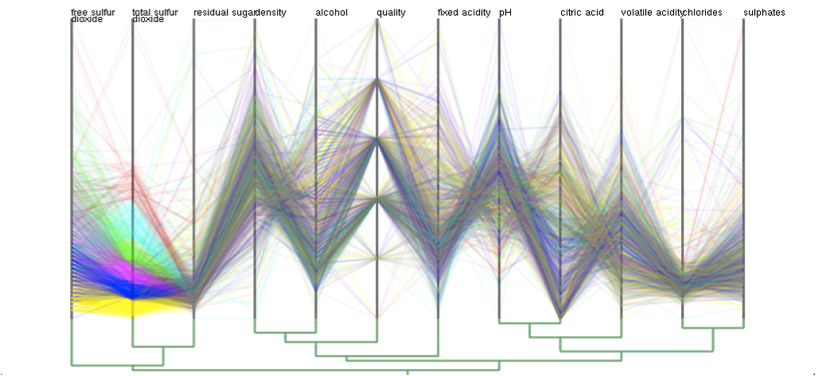 free sulfur dioxide
total sulfur dioxide
residual sugar
density
alcohol
quality
fixed acidity
pH
citric acid
volatile acidity
chlorides
sulphates